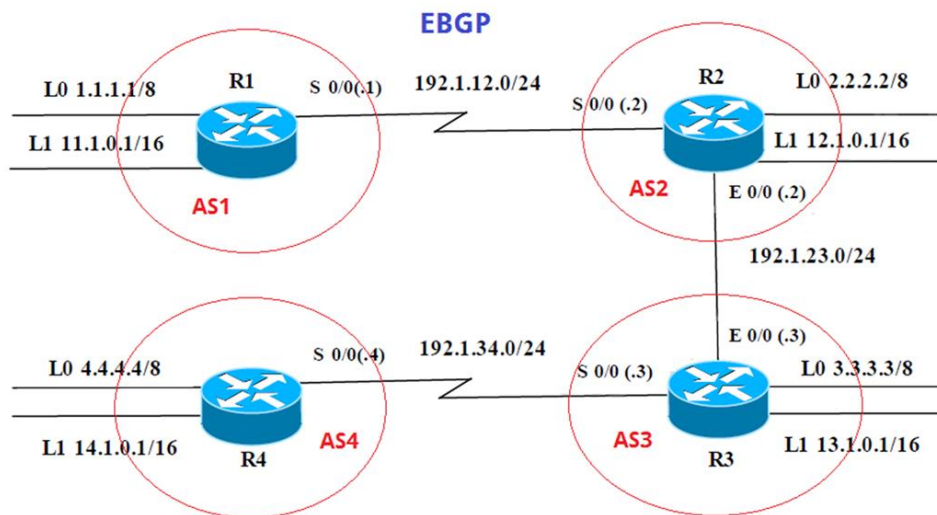 EBGP
R1
L0 1.1.1.1/8
S 0/0(.1)
192.1.12.0/24
L1 11.1.0.1/16
AS1
R2
L0 2.2.2.2/8
S 0/0 (.2)
L1 12.1.0.1/16
AS2
E 0/0 (.2)
192.1.23.0/24
E 0/0 (.3)
L0 4.4.4.4/8
S 0/0(.4)
192.1.34.0/24
S 0/0 (.3)
L0 3.3.3.3/8
L1 14.1.0.1/16
R4
AS4
AS3
R3
L1 13.1.0.1/16